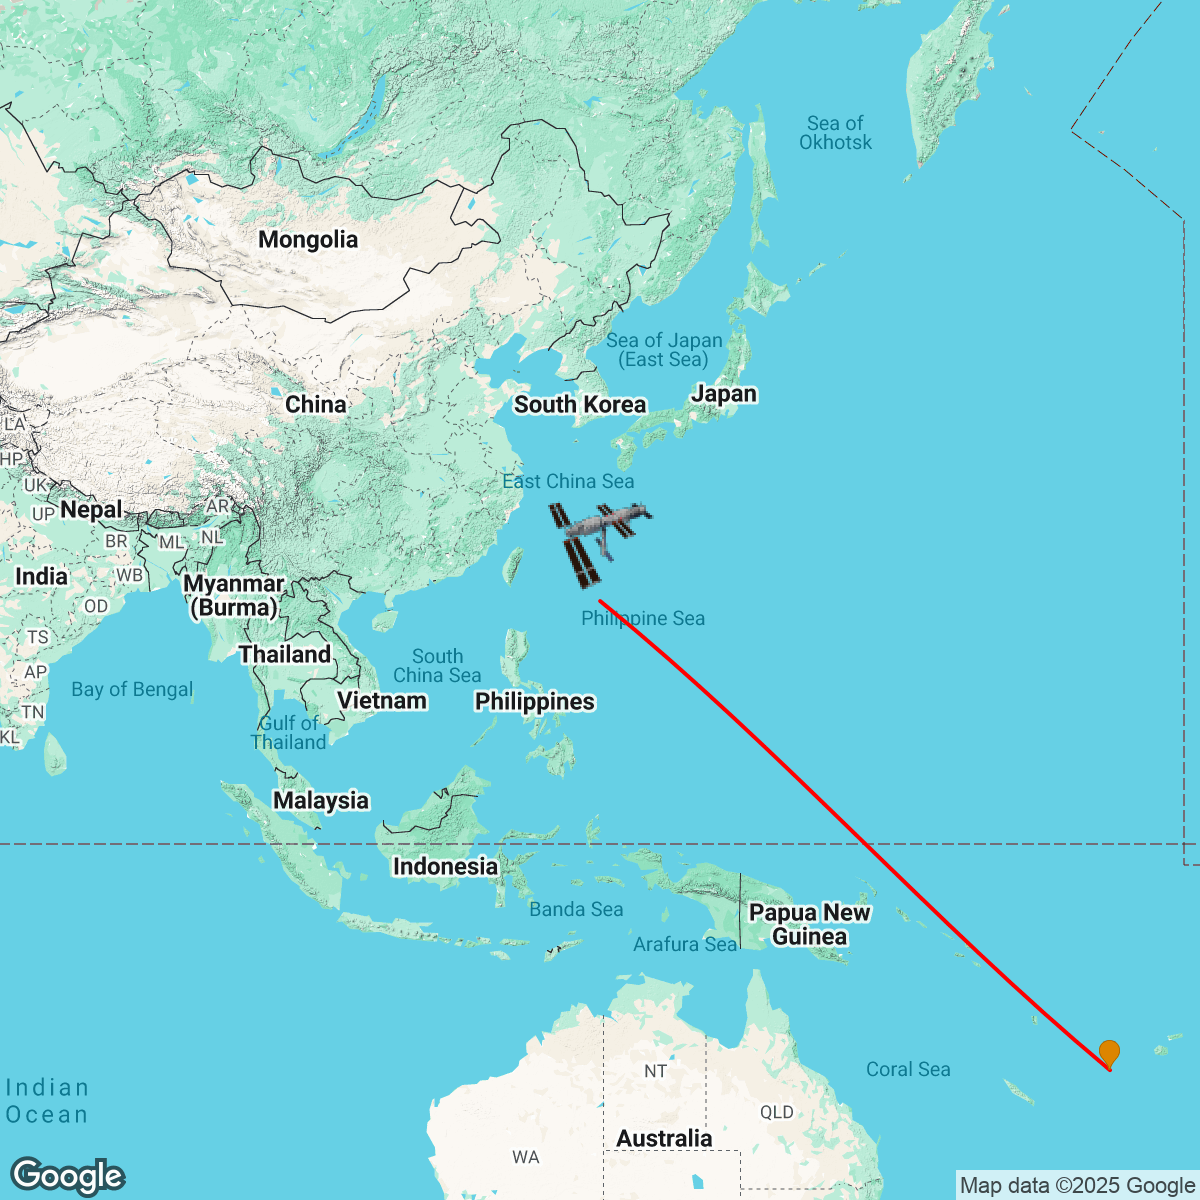 Sea of
Okhotsk
Mongolia
Sea of Japan
(East Sea)
Japan
China
South Korea
LA
HP
UK
East China Sea
Nepal
UP
AR
BR
ML
NL
India
WB
Myanmar
(Burma)
OD
Philippine Sea
TS
Thailand
South
China Sea
AP
Bay of Bengal
Vietnam
Philippines
TN
KL
Gulf of
Thailand
Malaysia
Indonesia
Banda Sea
Papua New
Guinea
Arafura Sea
Coral Sea
NT
Indian
Ocean
QLD
Australia
WA
Google
Map data ©2025 Google